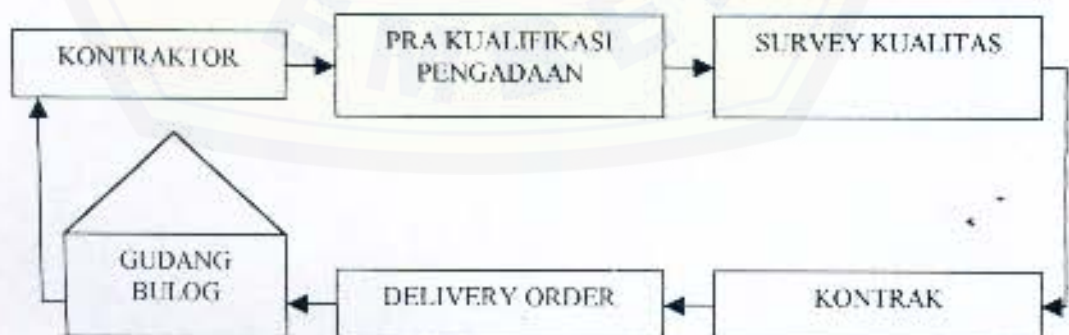 KONTRAKTOR
PRA KUALIFIKASI
PENGADAAN
SURVEY KUALITAS
GUDANG
BULOG
DELIVERY ORDER
KONTRAK